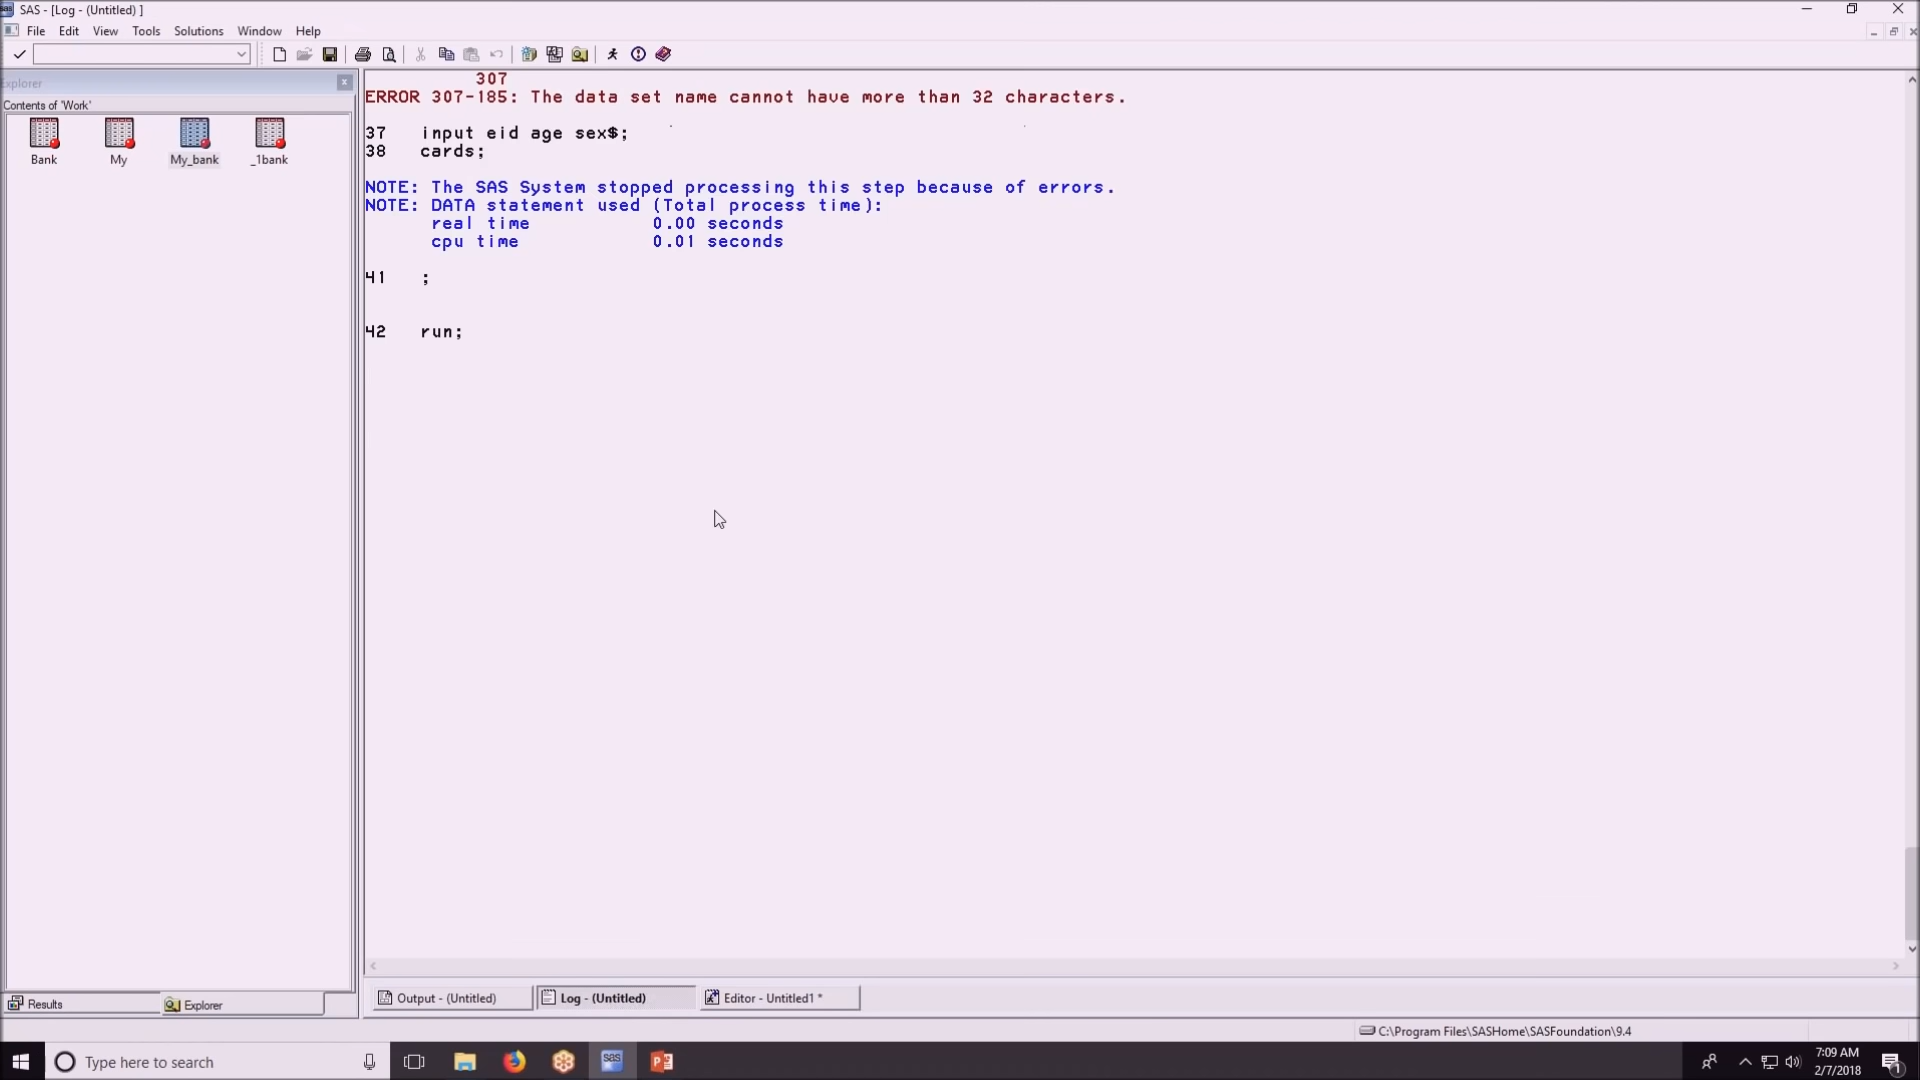 SAS - [Log - (Untitled) ]
File Edit View Tools Solutions Window Help
Explorer
Contents of 'Work'
Bank My My_bank _1bank
307
ERROR 307-185: The data set name cannot have more than 32 characters.
37 input eid age sex$;
38 cards;
NOTE: The SAS System stopped processing this step because of errors.
NOTE: DATA statement used (Total process time):
real time 0.00 seconds
cpu time 0.01 seconds
41 ;
42 run;
Results Explorer
Output - (Untitled) Log - (Untitled) Editor - Untitled1 *
C:\Program Files\SASHome\SASFoundation\9.4
Type here to search
sas
7:09 AM
2/7/2018
1